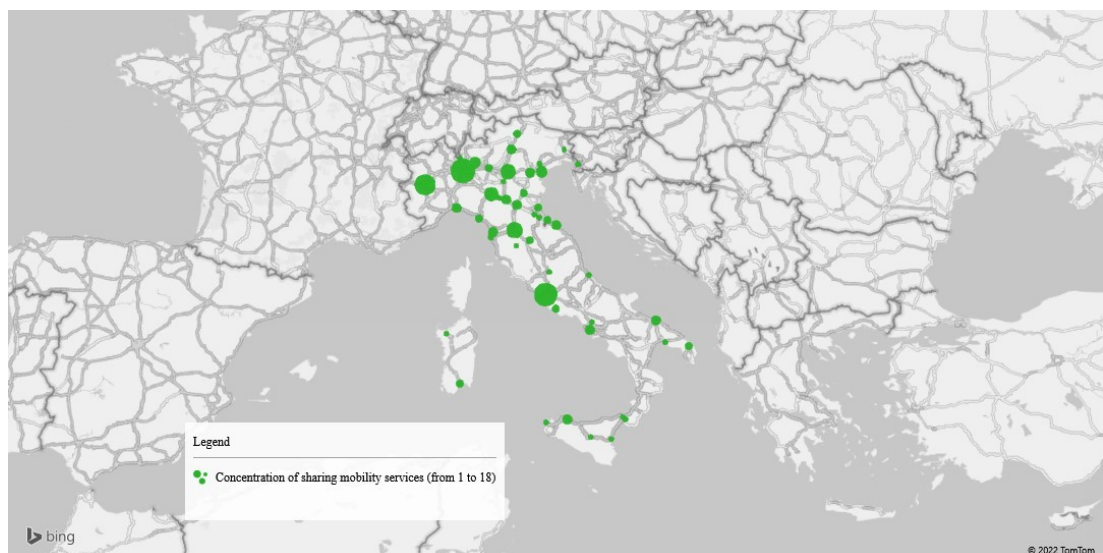 Legend
Concentration of sharing mobility services (from 1 to 18)
bing
© 2022 TomTom